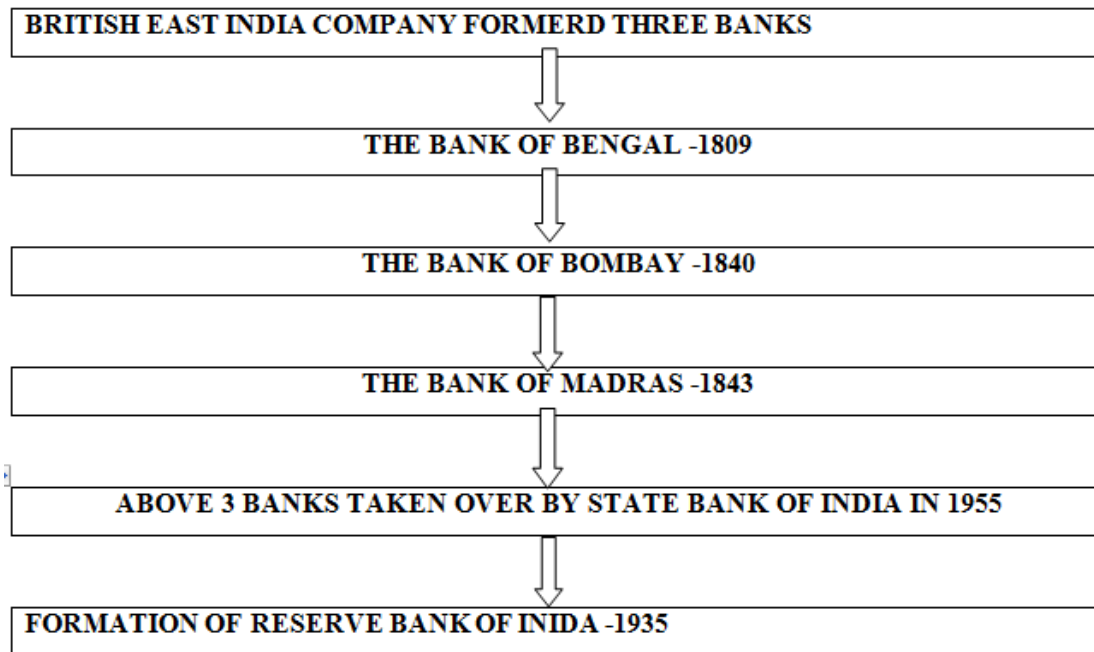 BRITISH EAST INDIA COMPANY FORMERD THREE BANKS
THE BANK OF BENGAL -1809
THE BANK OF BOMBAY -1840
THE BANK OF MADRAS -1843
ABOVE 3 BANKS TAKEN OVER BY STATE BANK OF INDIA IN 1955
FORMATION OF RESERVE BANK OF INIDA -1935